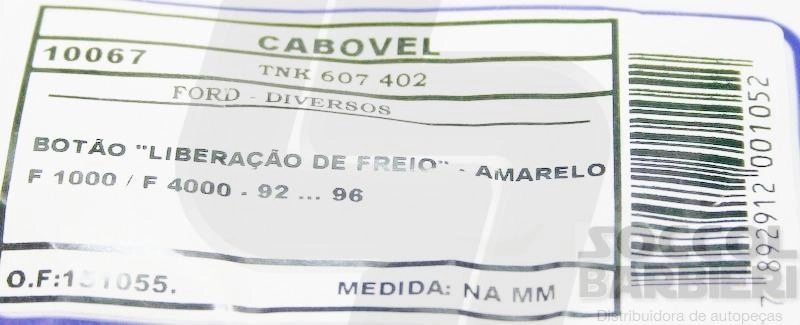 CABOVEL
10067
TNK 607 402
FORD - DIVERSOS
BOTÃO "LIBERAÇÃO DE FREIO" - AMARELO
F 1000 / F 4000 - 92 ... 96
O.F:131055.
MEDIDA: NA MM
7 892912 001052
SOCCOL
BARBIERI
Distribuidora de autopeças